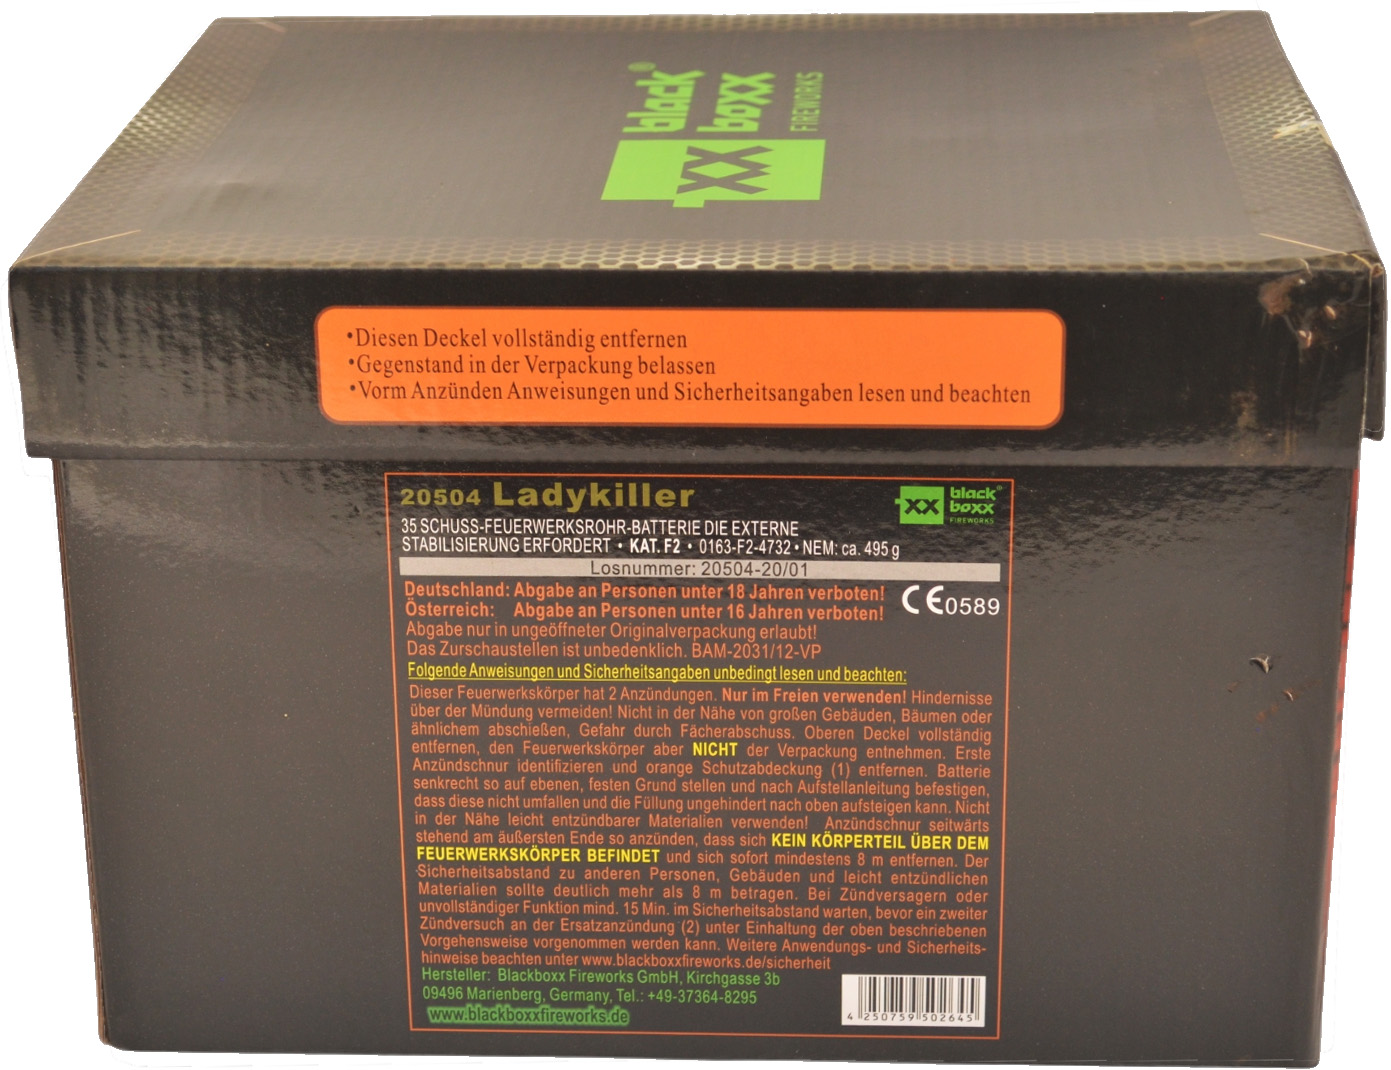 black®
boxx
FIREWORKS
XX
•Diesen Deckel vollständig entfernen
•Gegenstand in der Verpackung belassen
•Vorm Anzünden Anweisungen und Sicherheitsangaben lesen und beachten
20504 Ladykiller
XX black®
boxx
FIREWORKS
35 SCHUSS-FEUERWERKSROHR-BATTERIE DIE EXTERNE
STABILISIERUNG ERFORDERT • KAT. F2 • 0163-F2-4732 • NEM: ca. 495 g
Losnummer: 20504-20/01
Deutschland: Abgabe an Personen unter 18 Jahren verboten!
Österreich: Abgabe an Personen unter 16 Jahren verboten!
CE0589
Abgabe nur in ungeöffneter Originalverpackung erlaubt!
Das Zurschaustellen ist unbedenklich. BAM-2031/12-VP
Folgende Anweisungen und Sicherheitsangaben unbedingt lesen und beachten:
Dieser Feuerwerkskörper hat 2 Anzündungen. Nur im Freien verwenden! Hindernisse
über der Mündung vermeiden! Nicht in der Nähe von großen Gebäuden, Bäumen oder
ähnlichem abschießen, Gefahr durch Fächerabschuss. Oberen Deckel vollständig
entfernen, den Feuerwerkskörper aber NICHT der Verpackung entnehmen. Erste
Anzündschnur identifizieren und orange Schutzabdeckung (1) entfernen. Batterie
senkrecht so auf ebenen, festen Grund stellen und nach Aufstellanleitung befestigen,
dass diese nicht umfallen und die Füllung ungehindert nach oben aufsteigen kann. Nicht
in der Nähe leicht entzündbarer Materialien verwenden! Anzündschnur seitwärts
stehend am äußersten Ende so anzünden, dass sich KEIN KÖRPERTEIL ÜBER DEM
FEUERWERKSKÖRPER BEFINDET und sich sofort mindestens 8 m entfernen. Der
Sicherheitsabstand zu anderen Personen, Gebäuden und leicht entzündlichen
Materialien sollte deutlich mehr als 8 m betragen. Bei Zündversagern oder
unvollständiger Funktion mind. 15 Min. im Sicherheitsabstand warten, bevor ein zweiter
Zündversuch an der Ersatzanzündung (2) unter Einhaltung der oben beschriebenen
Vorgehensweise vorgenommen werden kann. Weitere Anwendungs- und Sicherheits-
hinweise beachten unter www.blackboxxfireworks.de/sicherheit
Hersteller: Blackboxx Fireworks GmbH, Kirchgasse 3b
09496 Marienberg, Germany, Tel.: +49-37364-8295
www.blackboxxfireworks.de
4 250759 502645